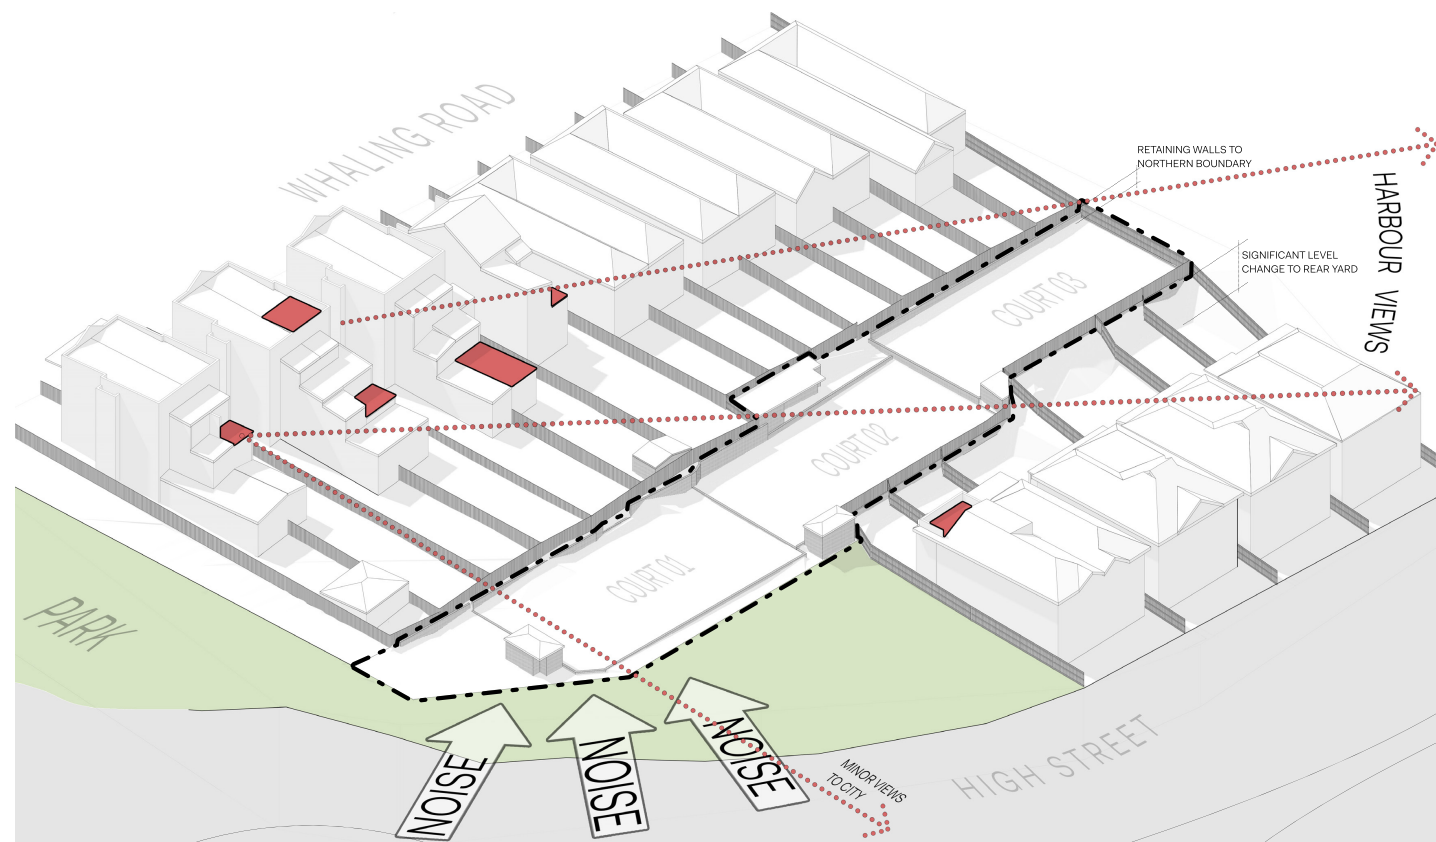 WHALING ROAD
RETAINING WALLS TO
NORTHERN BOUNDARY
HARBOUR VIEWS
SIGNIFICANT LEVEL
CHANGE TO REAR YARD
COURT 03
COURT 02
COURT 01
PARK
NOISE
NOISE
NOISE
MINOR VIEWS
TO CITY
HIGH STREET